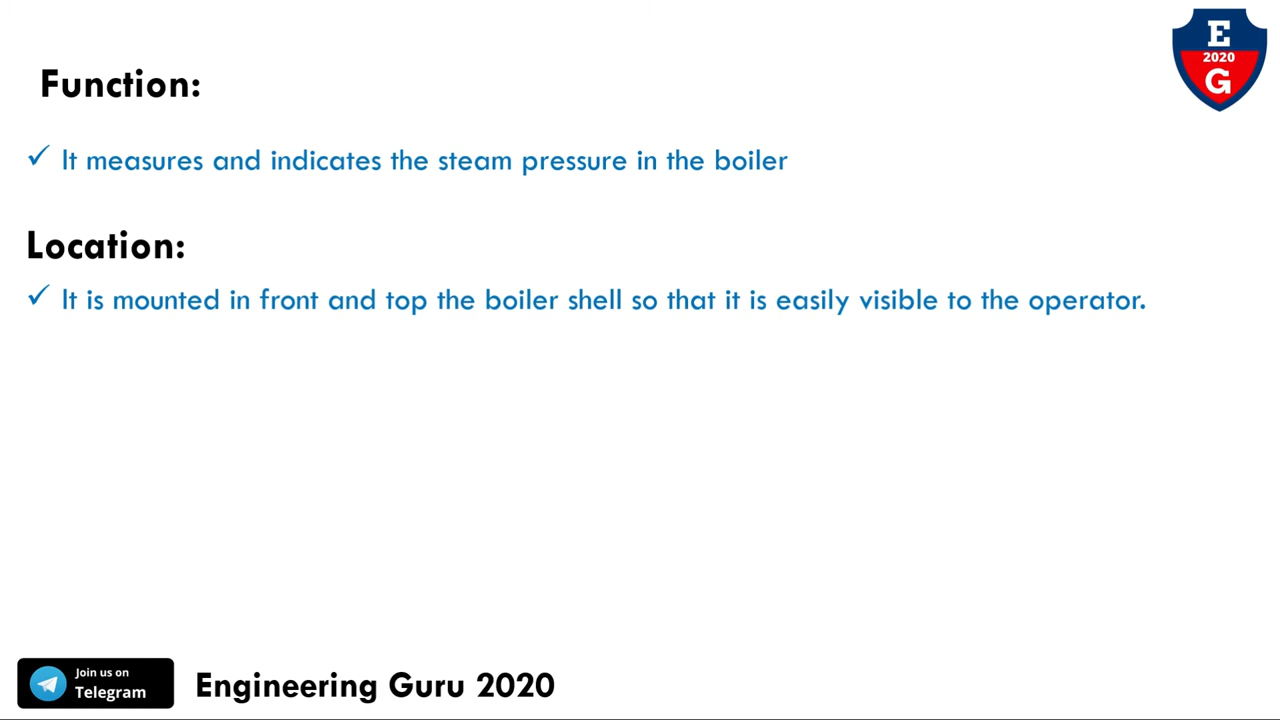 E
2020
G
Function:
✓ It measures and indicates the steam pressure in the boiler
Location:
✓ It is mounted in front and top the boiler shell so that it is easily visible to the operator.
Join us on
Telegram
Engineering Guru 2020